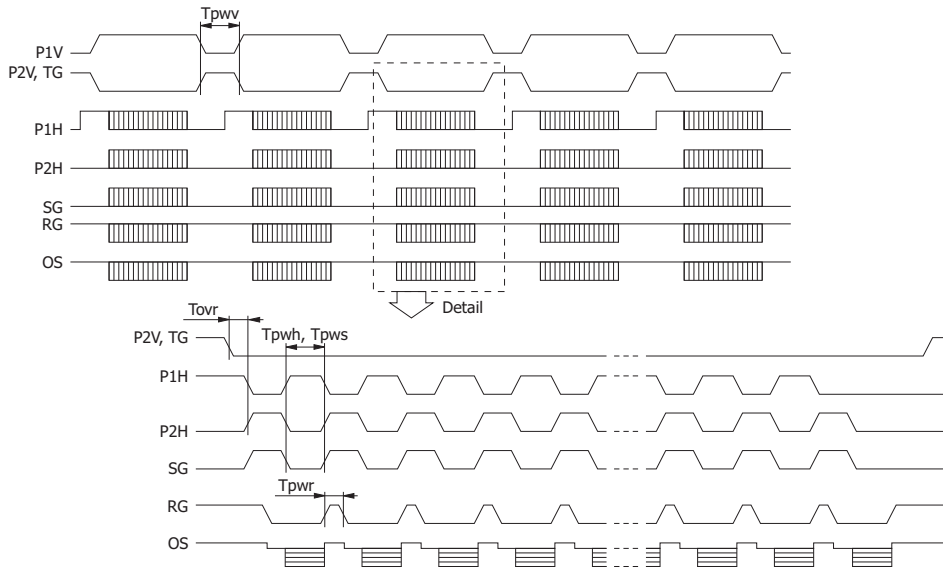 Tpwv
P1V
P2V, TG
P1H
P2H
SG
RG
OS
Detail
Tovr
P2V, TG
Tpwh, Tpws
P1H
P2H
SG
Tpwr
RG
OS